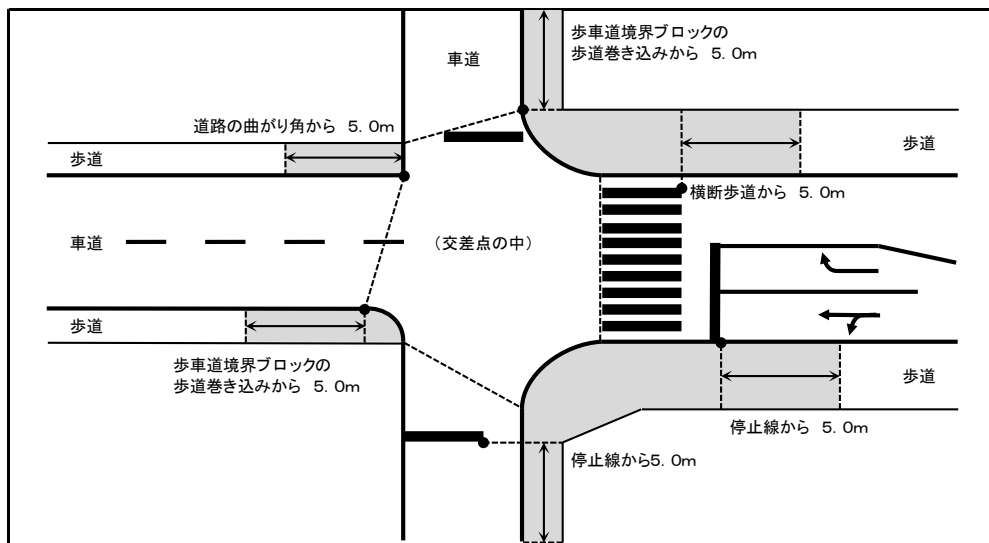 歩車道境界ブロックの
歩道巻き込みから 5.0m
車道
道路の曲がり角から 5.0m
歩道
歩道
横断歩道から 5.0m
車道
(交差点の中)
歩道
歩車道境界ブロックの
歩道巻き込みから 5.0m
歩道
停止線から 5.0m
停止線から5.0m